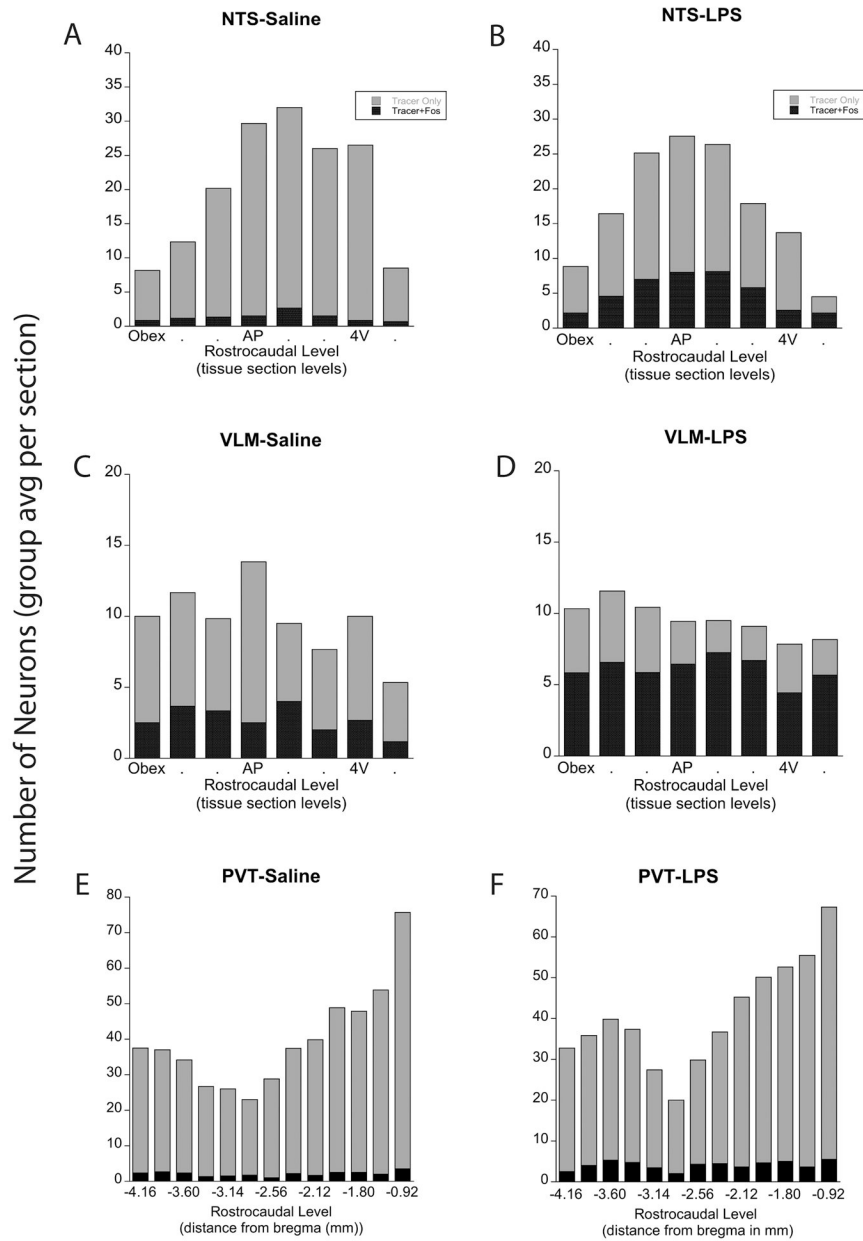 Number of Neurons (group avg per section)
A
NTS-Saline
40
35
30
25
20
15
10
5
0
Tracer Only
Tracer+Fos
Obex . . AP . . 4V .
Rostrocaudal Level
(tissue section levels)
B
NTS-LPS
40
35
30
25
20
15
10
5
0
Tracer Only
Tracer+Fos
Obex . . AP . . 4V .
Rostrocaudal Level
(tissue section levels)
C
VLM-Saline
20
15
10
5
0
Obex . . AP . . 4V .
Rostrocaudal Level
(tissue section levels)
D
VLM-LPS
20
15
10
5
0
Obex . . AP . . 4V .
Rostrocaudal Level
(tissue section levels)
E
PVT-Saline
80
70
60
50
40
30
20
10
0
-4.16 -3.60 -3.14 -2.56 -2.12 -1.80 -0.92
Rostrocaudal Level
(distance from bregma (mm))
F
PVT-LPS
70
60
50
40
30
20
10
0
-4.16 -3.60 -3.14 -2.56 -2.12 -1.80 -0.92
Rostrocaudal Level
(distance from bregma in mm)